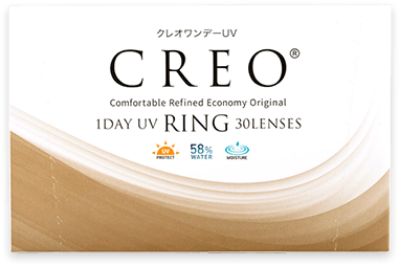 クレオワンデーUV
CREO®
Comfortable Refined Economy Original
1DAY UV RING 30LENSES
UV 58% 
PROTECT WATER MOISTURE